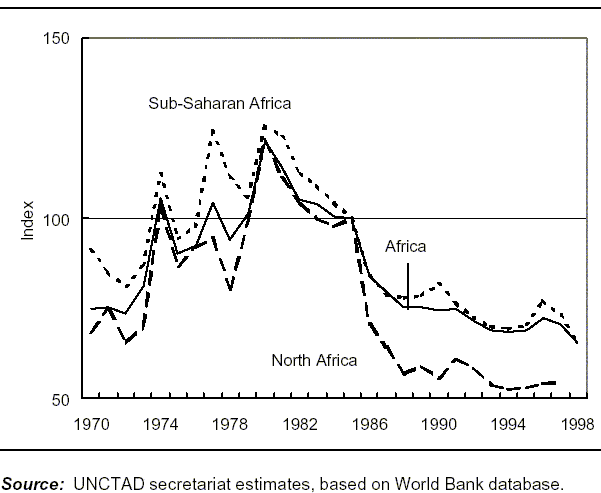 150
Sub-Saharan Africa
100
Index
Africa
North Africa
50
1970 1974 1978 1982 1986 1990 1994 1998
Source: UNCTAD secretariat estimates, based on World Bank database.